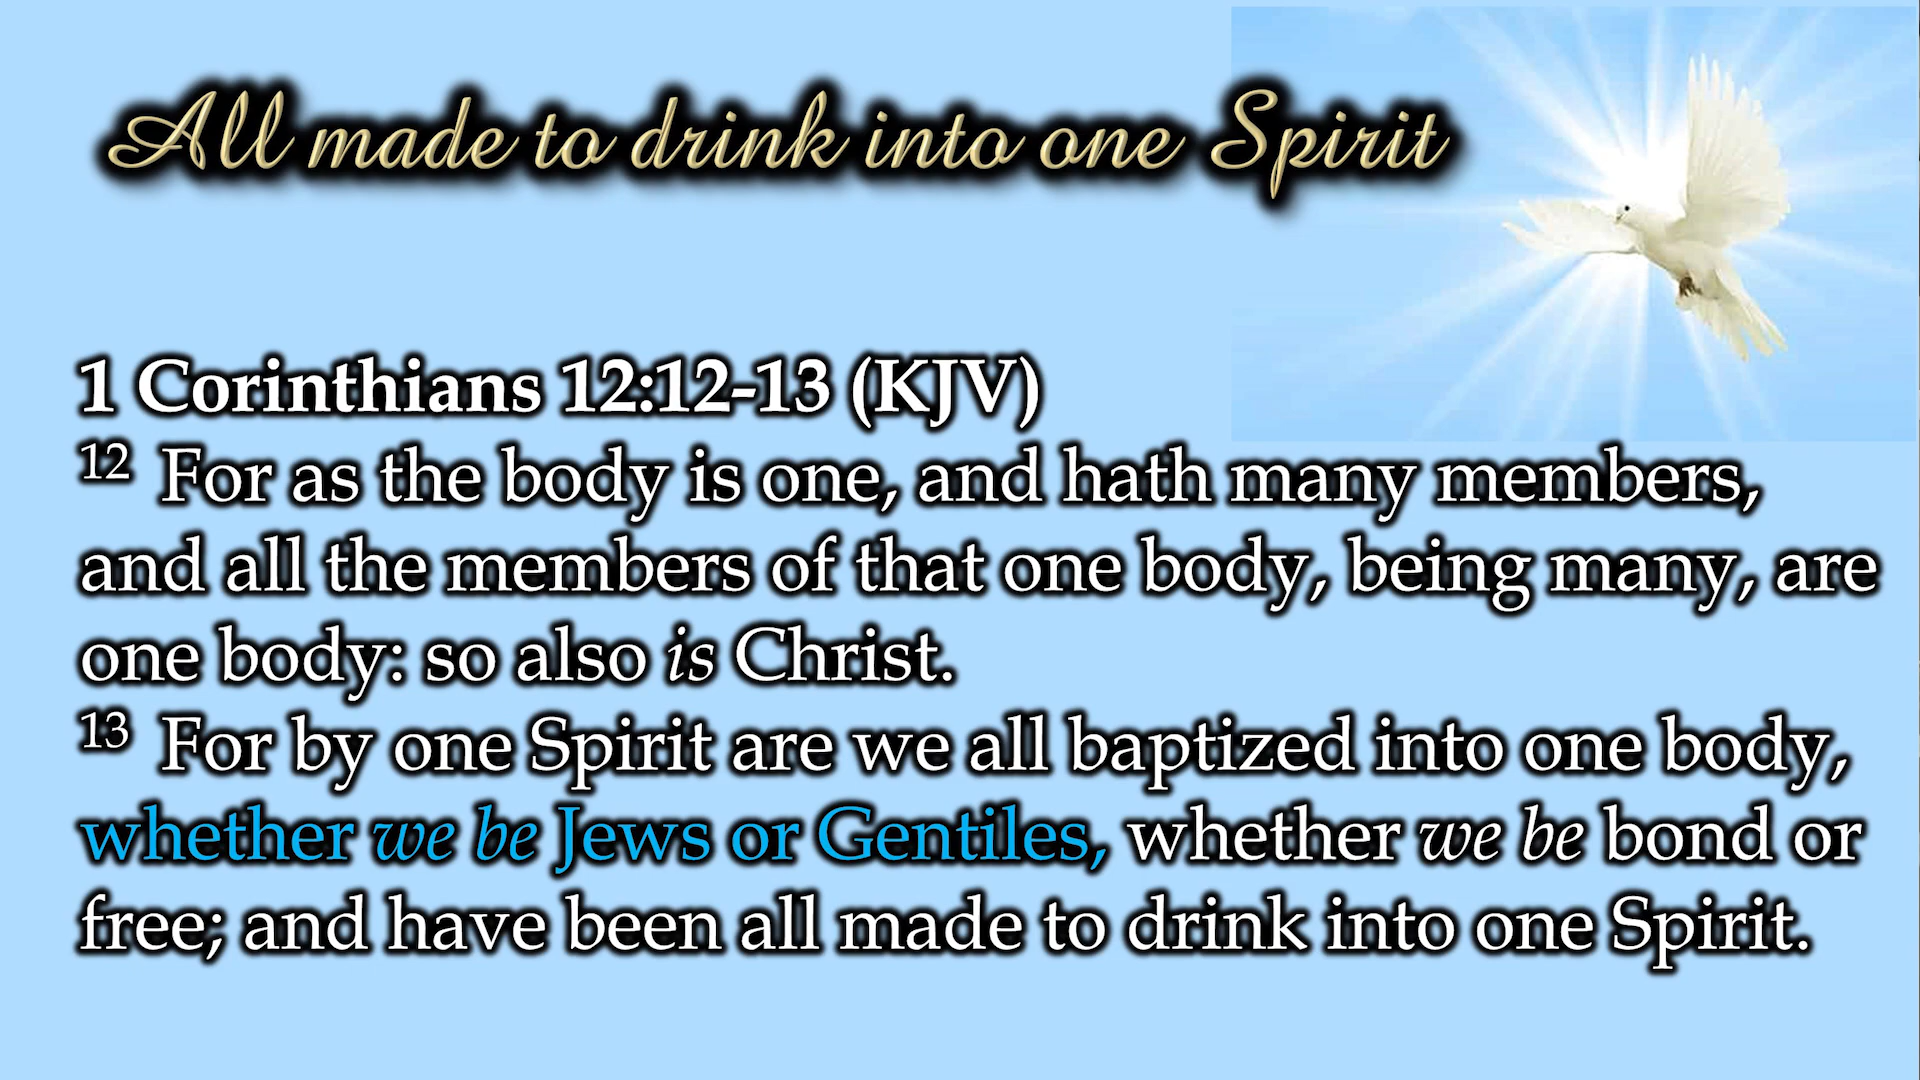 All made to drink into one Spirit
1 Corinthians 12:12-13 (KJV)
12 For as the body is one, and hath many members,
and all the members of that one body, being many, are
one body: so also is Christ.
13 For by one Spirit are we all baptized into one body,
whether we be Jews or Gentiles, whether we be bond or
free; and have been all made to drink into one Spirit.